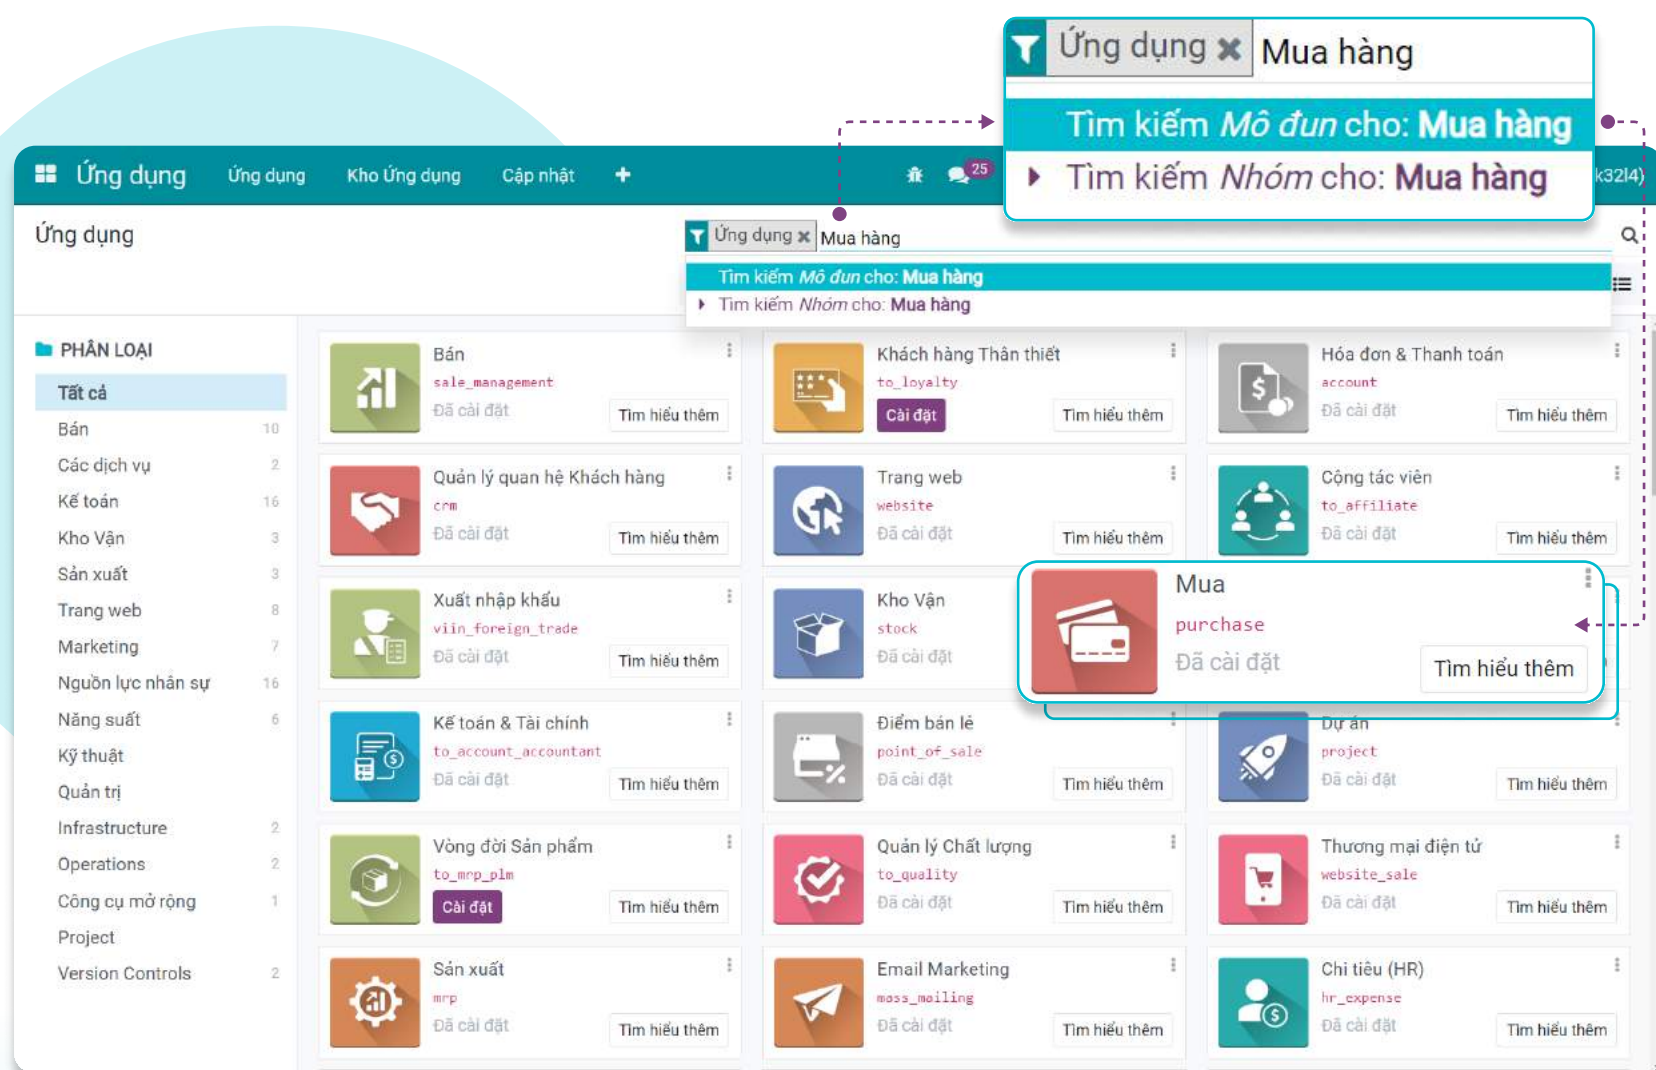 Ứng dụng ✖ Mua hàng
Tìm kiếm Mô đun cho: Mua hàng
Tìm kiếm Nhóm cho: Mua hàng
Ứng dụng Ứng dụng Kho Ứng dụng Cập nhật + 25 k32l4)
Ứng dụng
Ứng dụng ✖ Mua hàng
Tìm kiếm Mô đun cho: Mua hàng
Tìm kiếm Nhóm cho: Mua hàng
PHÂN LOẠI
Tất cả
Bán 10
Các dịch vụ 2
Kế toán 16
Kho Vận 3
Sản xuất 3
Trang web 8
Marketing 7
Nguồn lực nhân sự 16
Năng suất 6
Kỹ thuật
Quản trị
Infrastructure 2
Operations 2
Công cụ mở rộng 1
Project
Version Controls 2
Bán
sale_management
Đã cài đặt Tìm hiểu thêm
Khách hàng Thân thiết
to_loyalty
Cài đặt Tìm hiểu thêm
Hóa đơn & Thanh toán
account
Đã cài đặt Tìm hiểu thêm
Quản lý quan hệ Khách hàng
crm
Đã cài đặt Tìm hiểu thêm
Trang web
website
Đã cài đặt Tìm hiểu thêm
Cộng tác viên
to_affiliate
Đã cài đặt Tìm hiểu thêm
Xuất nhập khẩu
viin_foreign_trade
Đã cài đặt Tìm hiểu thêm
Kho Vận
stock
Đã cài đặt
Mua
purchase
Đã cài đặt Tìm hiểu thêm
Kế toán & Tài chính
to_account_accountant
Đã cài đặt Tìm hiểu thêm
Điểm bán lẻ
point_of_sale
Đã cài đặt Tìm hiểu thêm
Dự án
project
Đã cài đặt Tìm hiểu thêm
Vòng đời Sản phẩm
to_mrp_plm
Cài đặt Tìm hiểu thêm
Quản lý Chất lượng
to_quality
Đã cài đặt Tìm hiểu thêm
Thương mại điện tử
website_sale
Đã cài đặt Tìm hiểu thêm
Sản xuất
mrp
Đã cài đặt Tìm hiểu thêm
Email Marketing
mass_mailing
Đã cài đặt Tìm hiểu thêm
Chi tiêu (HR)
hr_expense
Đã cài đặt Tìm hiểu thêm